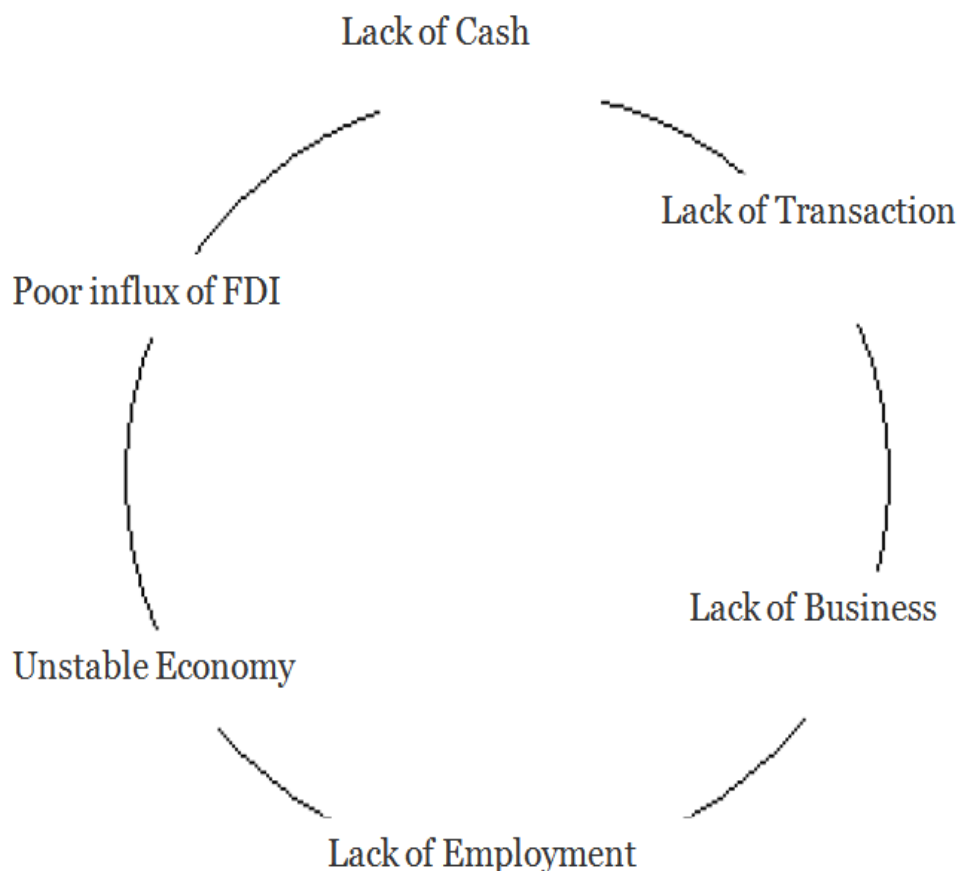 Lack of Cash
Lack of Transaction
Poor influx of FDI
Lack of Business
Unstable Economy
Lack of Employment